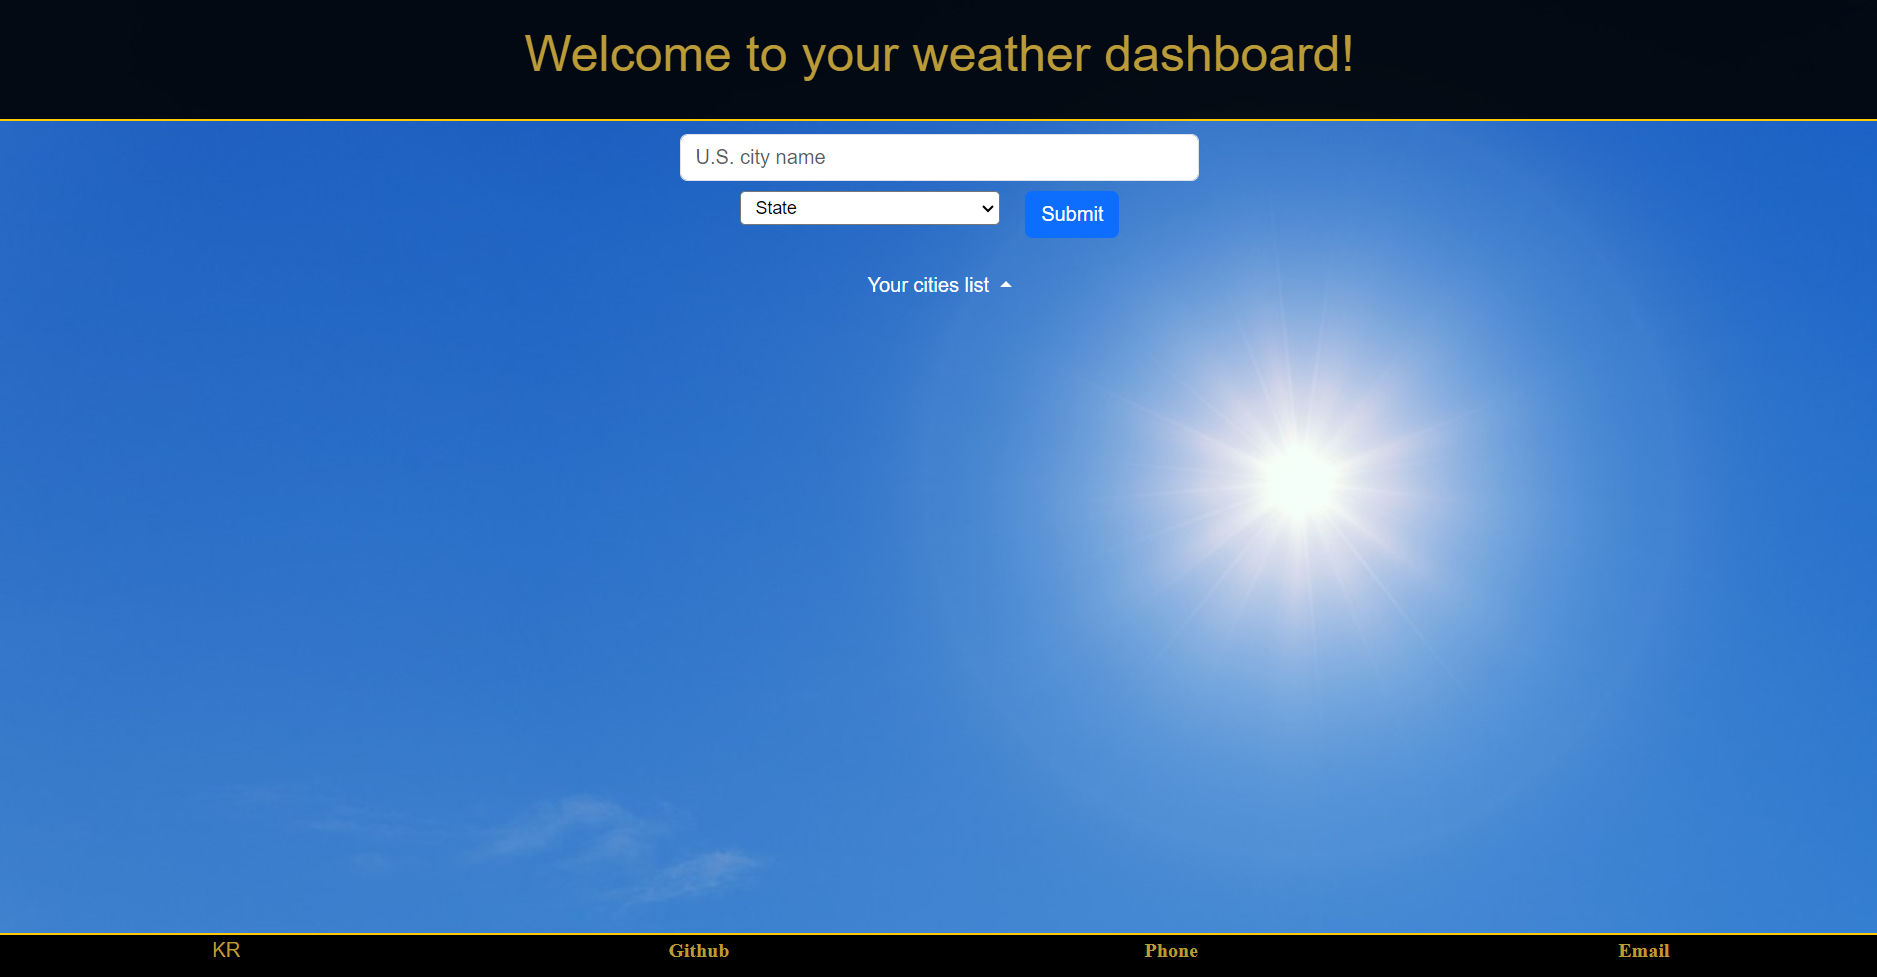 Welcome to your weather dashboard!
U.S. city name
State
Submit
Your cities list
KR Github Phone Email